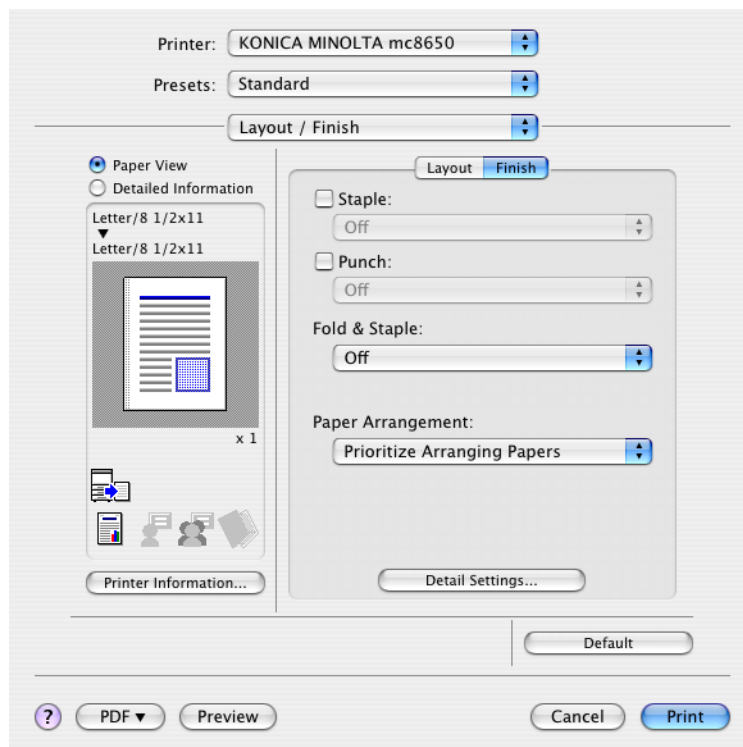 Printer: KONICA MINOLTA mc8650
Presets: Standard
Layout / Finish
Paper View
Detailed Information
Letter/8 1/2x11
▼
Letter/8 1/2x11
x 1
Printer Information...
Layout Finish
Staple:
Off
Punch:
Off
Fold & Staple:
Off
Paper Arrangement:
Prioritize Arranging Papers
Detail Settings...
Default
? PDF ▼ Preview Cancel Print